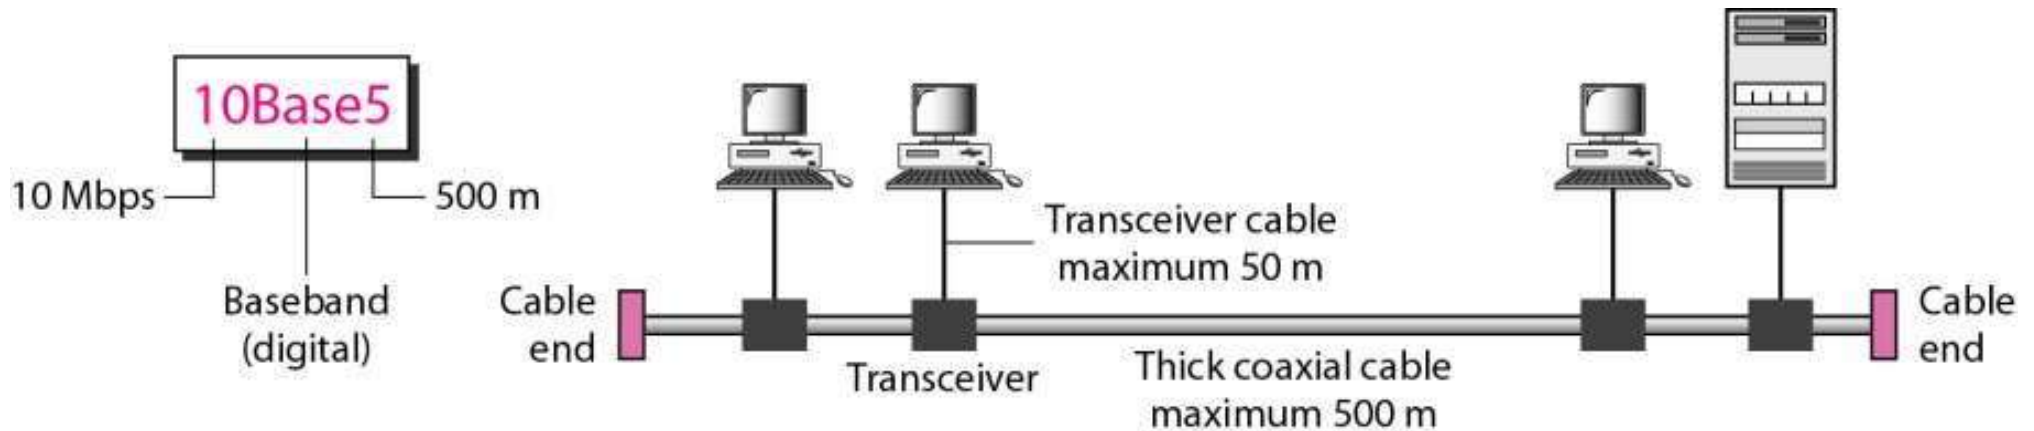 10Base5
10 Mbps
500 m
Baseband
(digital)
Cable
end
Transceiver cable
maximum 50 m
Transceiver
Thick coaxial cable
maximum 500 m
Cable
end